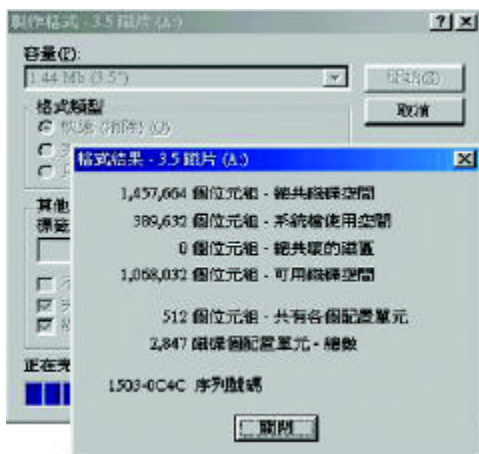 製作格式 - 3.5 磁片 (A:)
容量(P):
1.44 Mb (3.5")
開始(S)
格式類型
取消
快速 (清除) (Q)
格式結果 - 3.5 磁片 (A:)
1,457,664 個位元組 - 總共磁碟空間
389,632 個位元組 - 系統檔使用空間
0 個位元組 - 總共壞的磁區
1,068,032 個位元組 - 可用磁碟空間
512 個位元組 - 共有各個配置單元
2,847 磁碟個配置單元 - 總數
1503-0C4C 序列號碼
其他
標籤
正在完
關閉